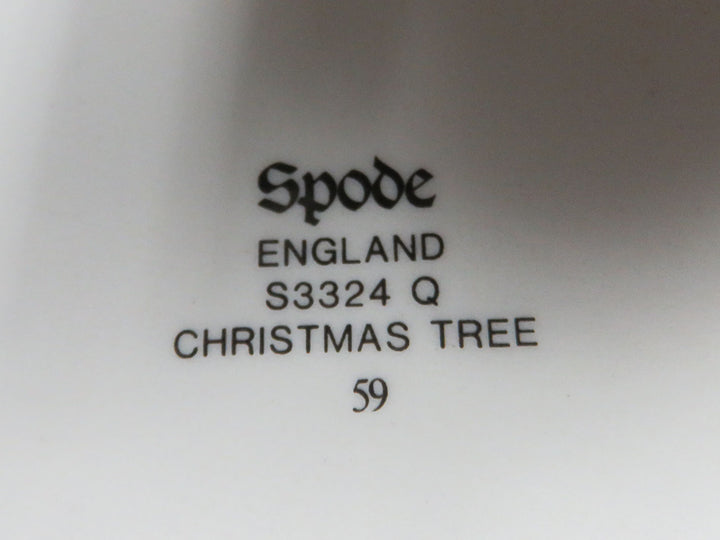 Spode
ENGLAND
S3324 Q
CHRISTMAS TREE
59